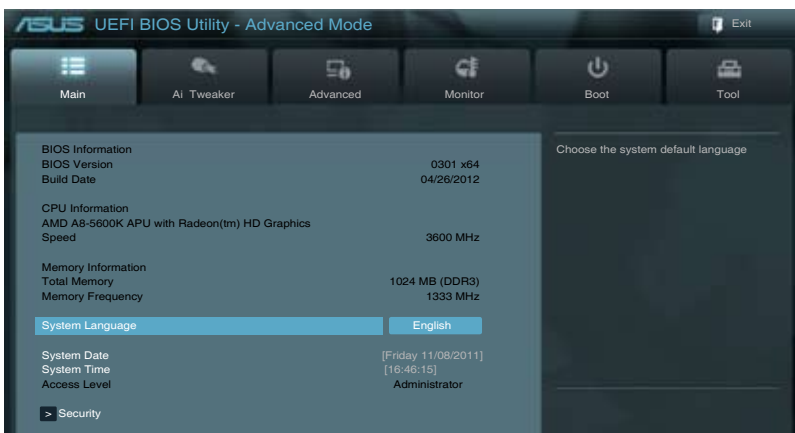 ASUS UEFI BIOS Utility - Advanced Mode Exit
Main Ai Tweaker Advanced Monitor Boot Tool
BIOS Information
BIOS Version 0301 x64
Build Date 04/26/2012
CPU Information
AMD A8-5600K APU with Radeon(tm) HD Graphics
Speed 3600 MHz
Memory Information
Total Memory 1024 MB (DDR3)
Memory Frequency 1333 MHz
System Language English
System Date [Friday 11/08/2011]
System Time [16:46:15]
Access Level Administrator
> Security
Choose the system default language